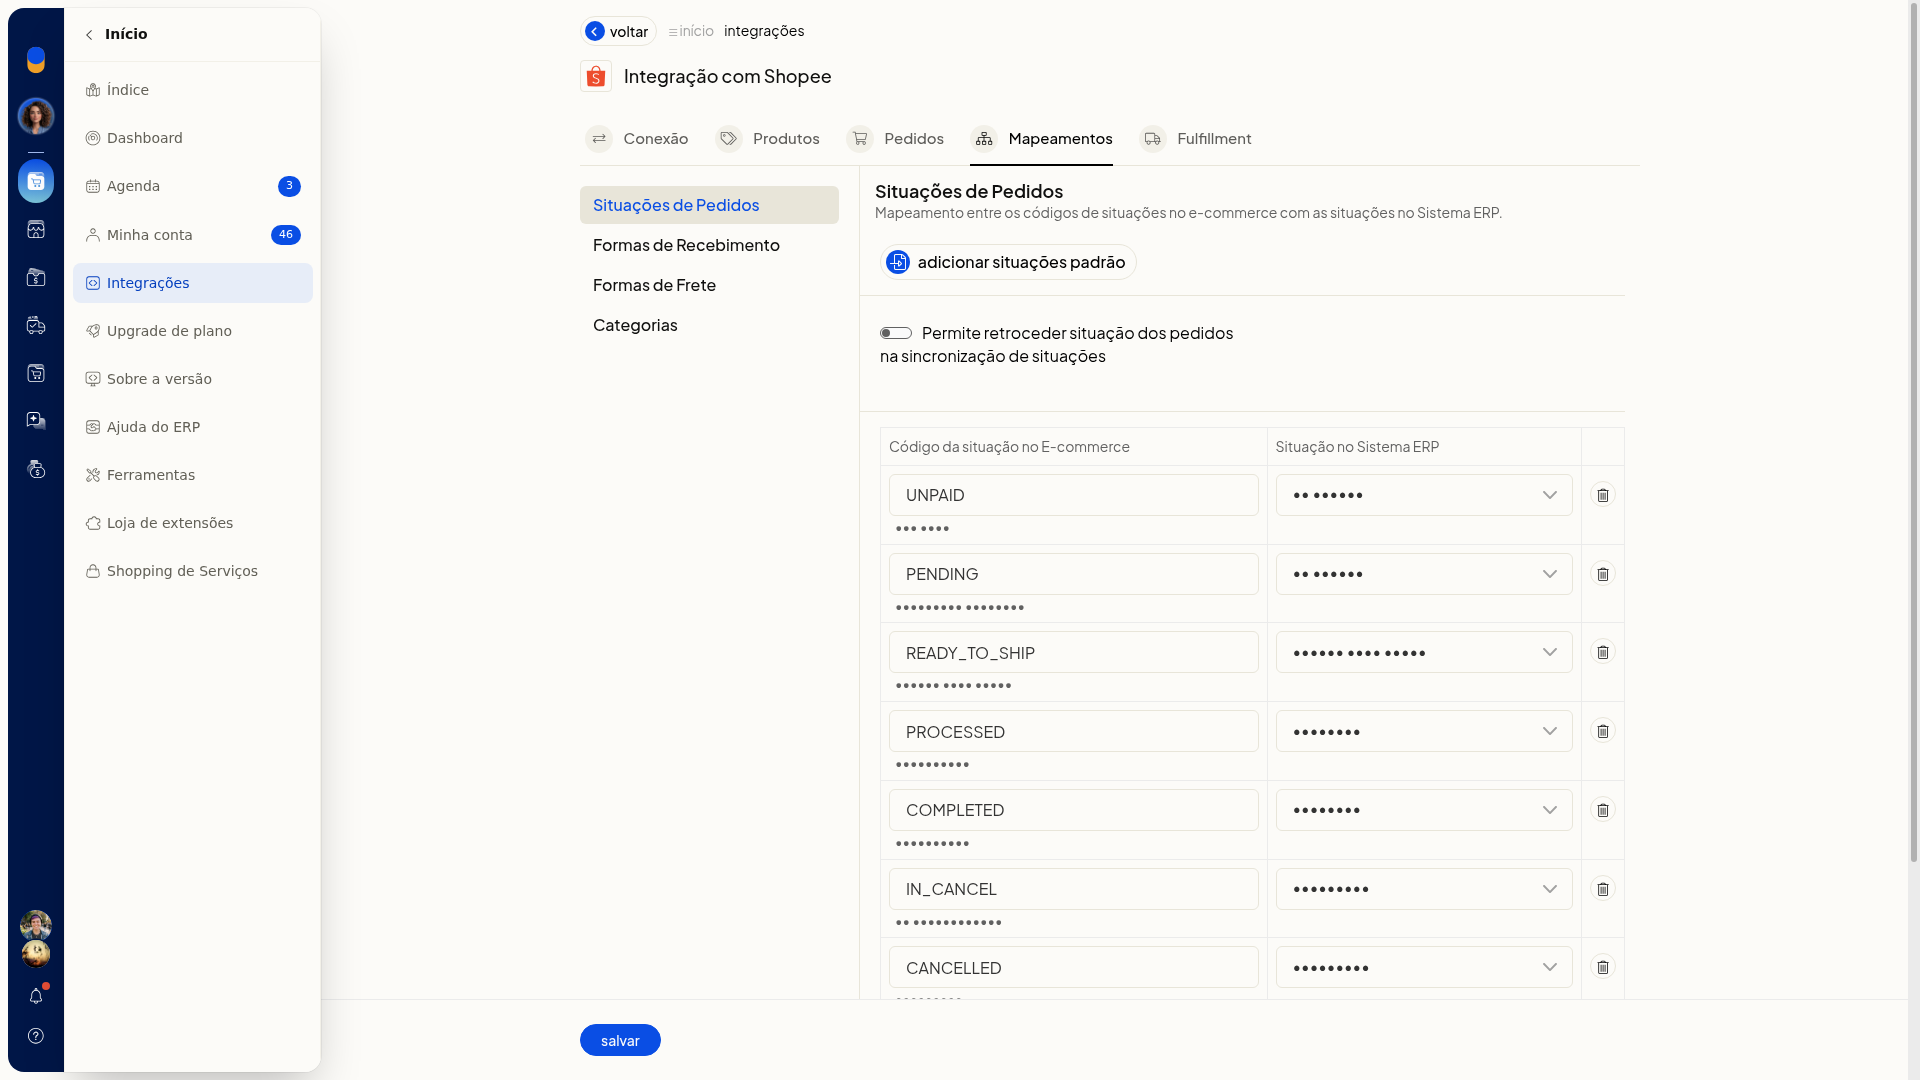 Início
Índice
Dashboard
Agenda 3
Minha conta 46
Integrações
Upgrade de plano
Sobre a versão
Ajuda do ERP
Ferramentas
Loja de extensões
Shopping de Serviços
voltar início integrações
Integração com Shopee
Conexão Produtos Pedidos Mapeamentos Fulfillment
Situações de Pedidos
Formas de Recebimento
Formas de Frete
Categorias
Situações de Pedidos
Mapeamento entre os códigos de situações no e-commerce com as situações no Sistema ERP.
adicionar situações padrão
Permite retroceder situação dos pedidos
na sincronização de situações
Código da situação no E-commerce Situação no Sistema ERP
UNPAID •• ••••••
••• ••••
PENDING •• ••••••
••••••••• ••••••••
READY_TO_SHIP •••••• •••• •••••
•••••• •••• •••••
PROCESSED ••••••••
••••••••••
COMPLETED ••••••••
••••••••••
IN_CANCEL •••••••••
•• ••••••••••••
CANCELLED •••••••••
salvar